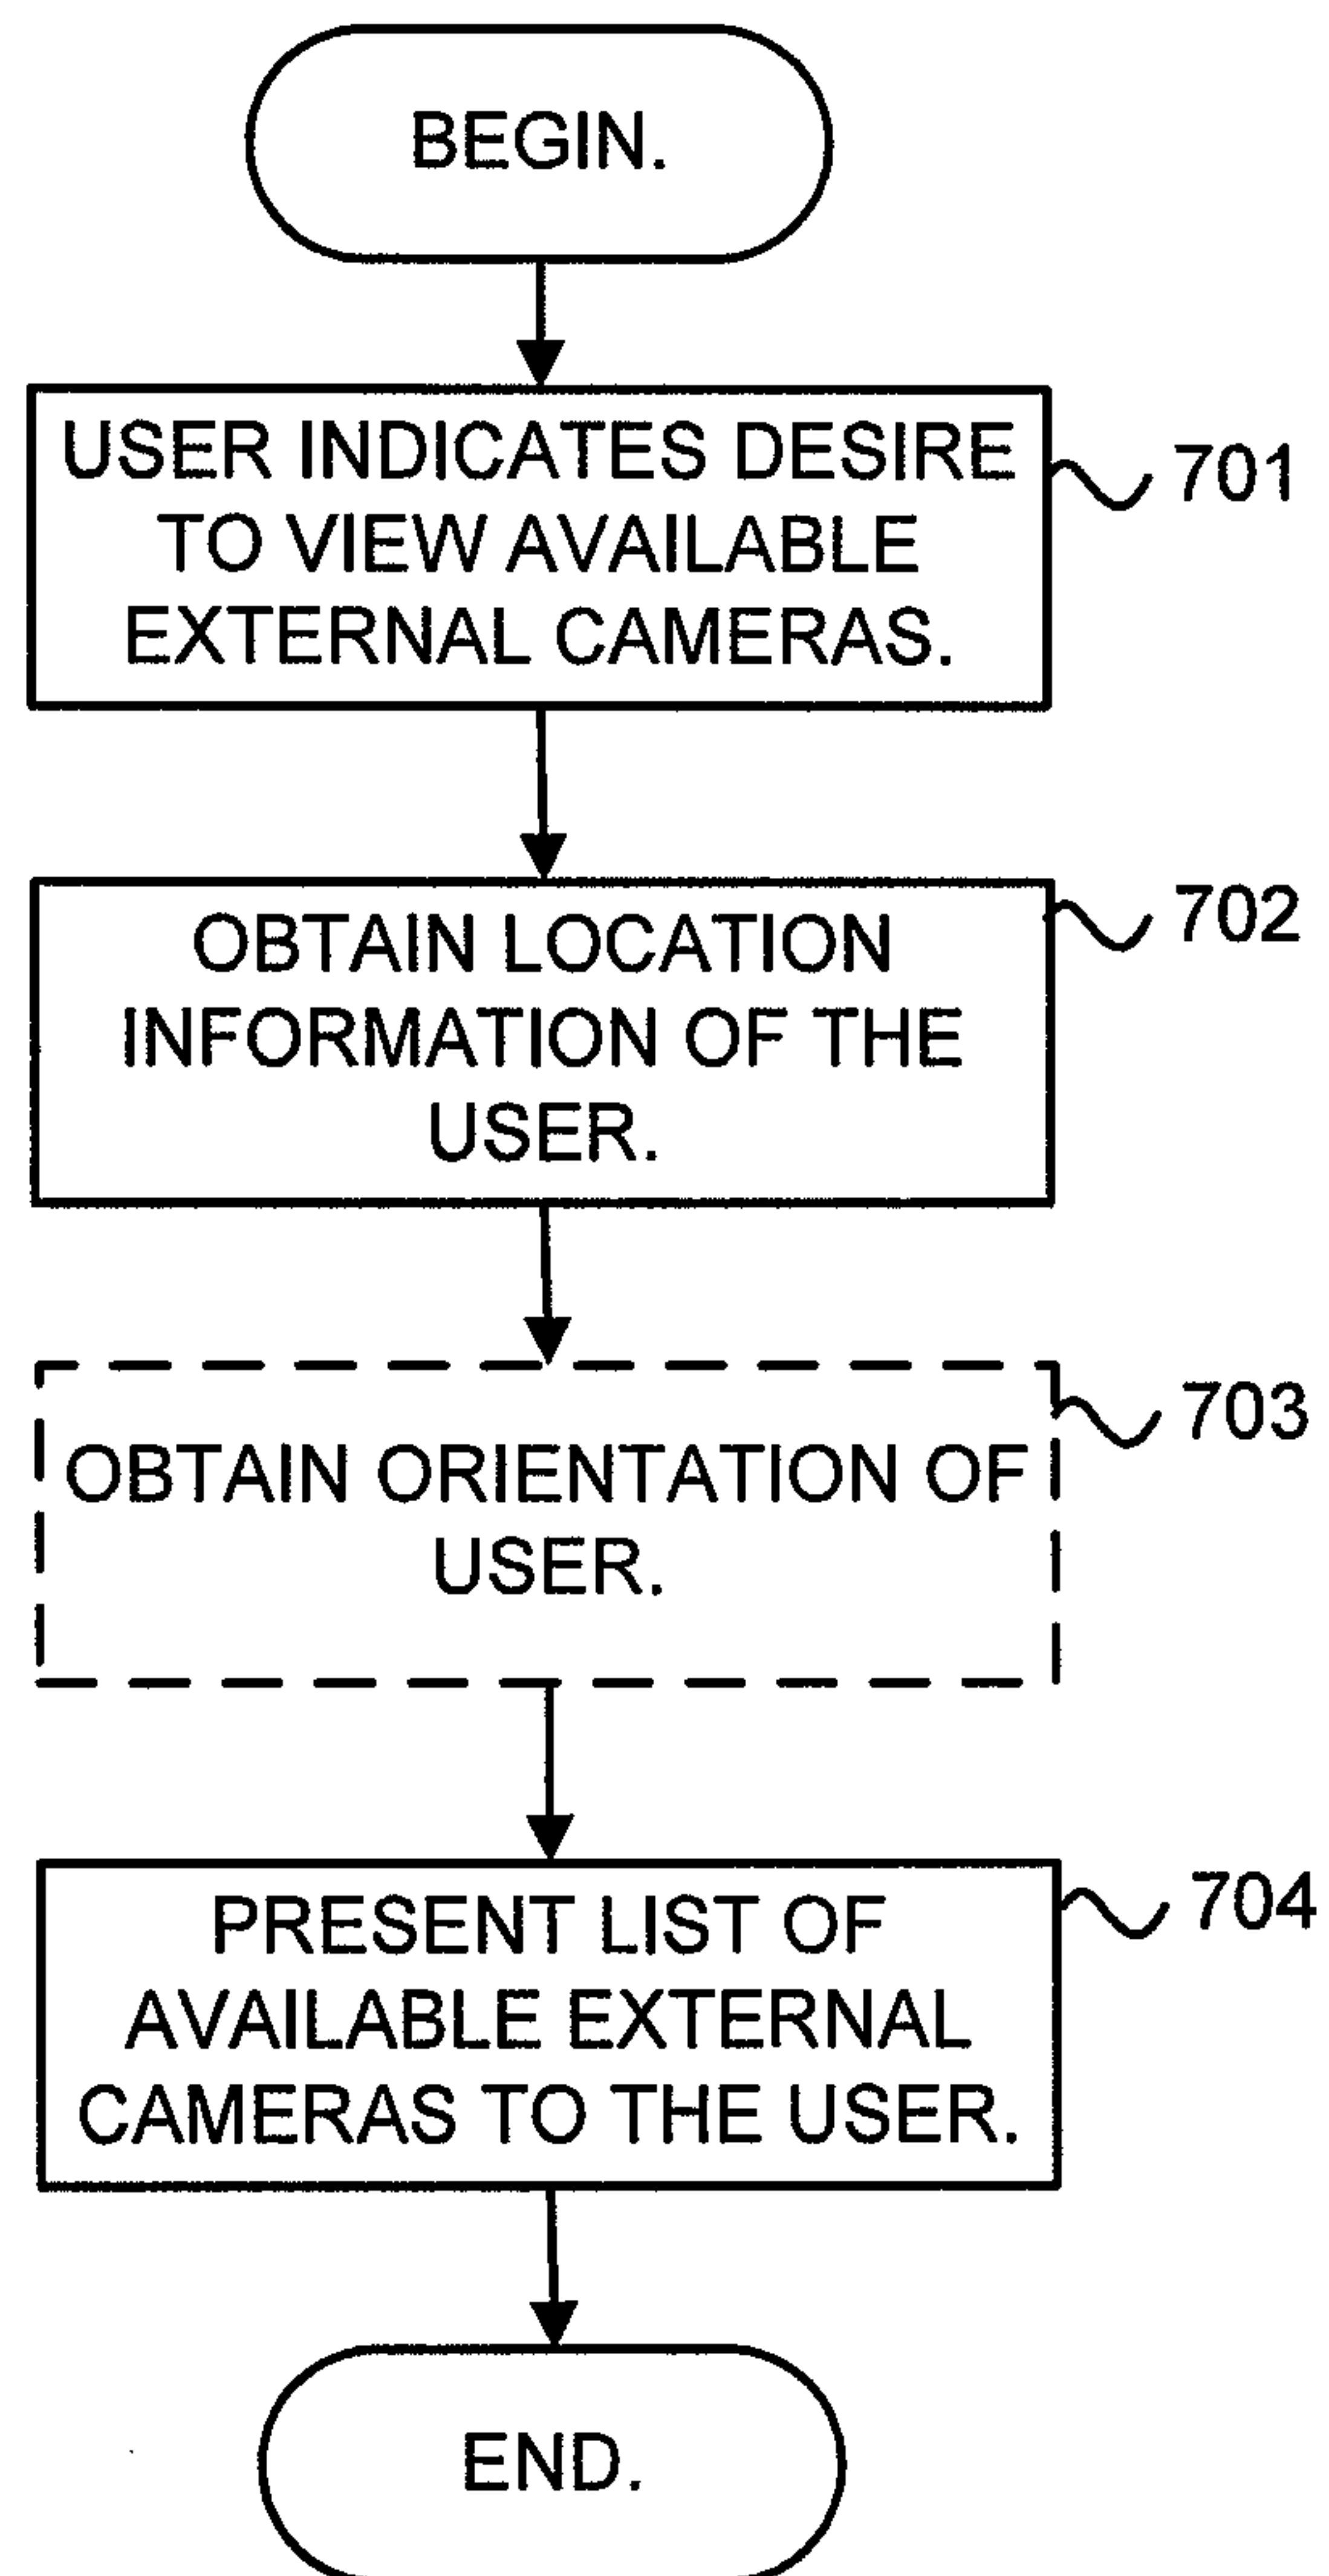 BEGIN.
USER INDICATES DESIRE
TO VIEW AVAILABLE
EXTERNAL CAMERAS.
701
OBTAIN LOCATION
INFORMATION OF THE
USER.
702
OBTAIN ORIENTATION OF
USER.
703
PRESENT LIST OF
AVAILABLE EXTERNAL
CAMERAS TO THE USER.
704
END.